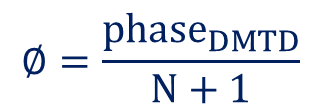 ∅ = phase_DMTD / N + 1